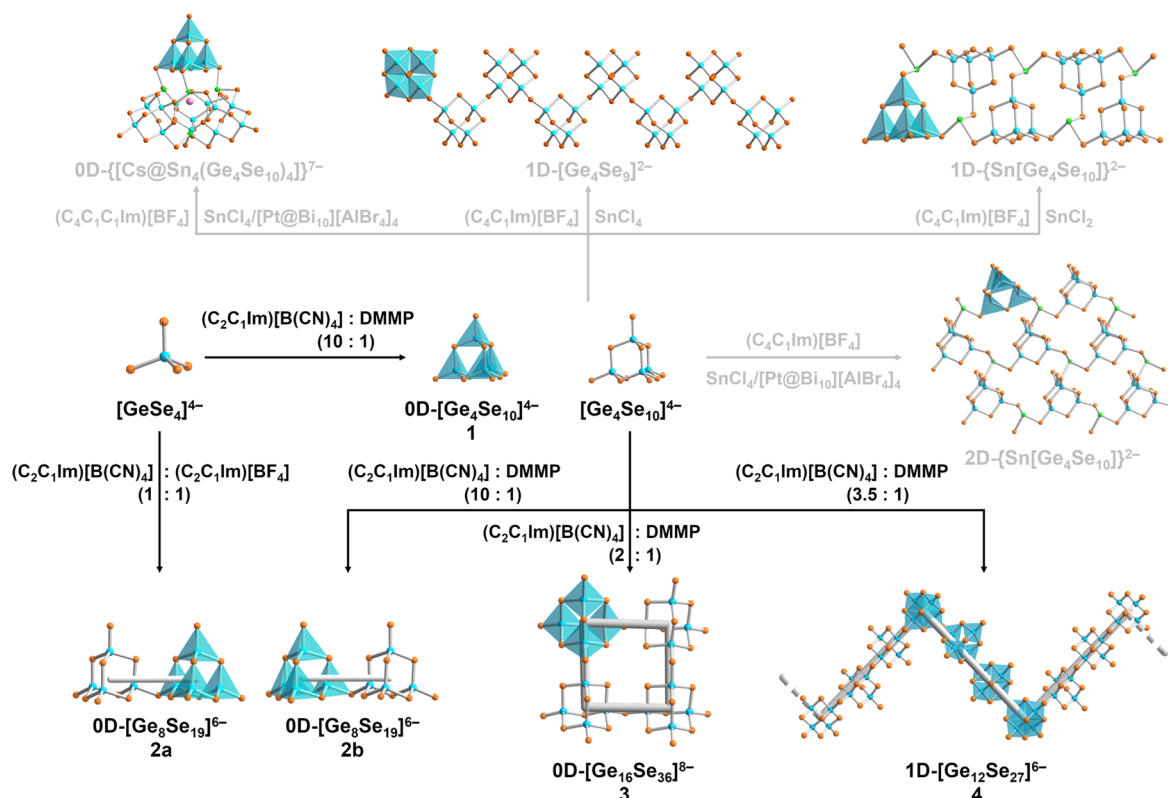 0D-{[Cs@Sn₄(Ge₄Se₁₀)₄]}⁷⁻
1D-[Ge₄Se₉]²⁻
1D-{Sn[Ge₄Se₁₀]}²⁻
(C₄C₁C₁Im)[BF₄] SnCl₄/[Pt@Bi₁₀][AlBr₄]₄
(C₄C₁Im)[BF₄] SnCl₄
(C₄C₁Im)[BF₄] SnCl₂
(C₂C₁Im)[B(CN)₄] : DMMP
(10 : 1)
(C₄C₁Im)[BF₄]
SnCl₄/[Pt@Bi₁₀][AlBr₄]₄
[GeSe₄]⁴⁻
0D-[Ge₄Se₁₀]⁴⁻
1
[Ge₄Se₁₀]⁴⁻
2D-{Sn[Ge₄Se₁₀]}²⁻
(C₂C₁Im)[B(CN)₄] : (C₂C₁Im)[BF₄]
(1 : 1)
(C₂C₁Im)[B(CN)₄] : DMMP
(10 : 1)
(C₂C₁Im)[B(CN)₄] : DMMP
(3.5 : 1)
(C₂C₁Im)[B(CN)₄] : DMMP
(2 : 1)
0D-[Ge₈Se₁₉]⁶⁻
2a
0D-[Ge₈Se₁₉]⁶⁻
2b
0D-[Ge₁₆Se₃₆]⁸⁻
3
1D-[Ge₁₂Se₂₇]⁶⁻
4